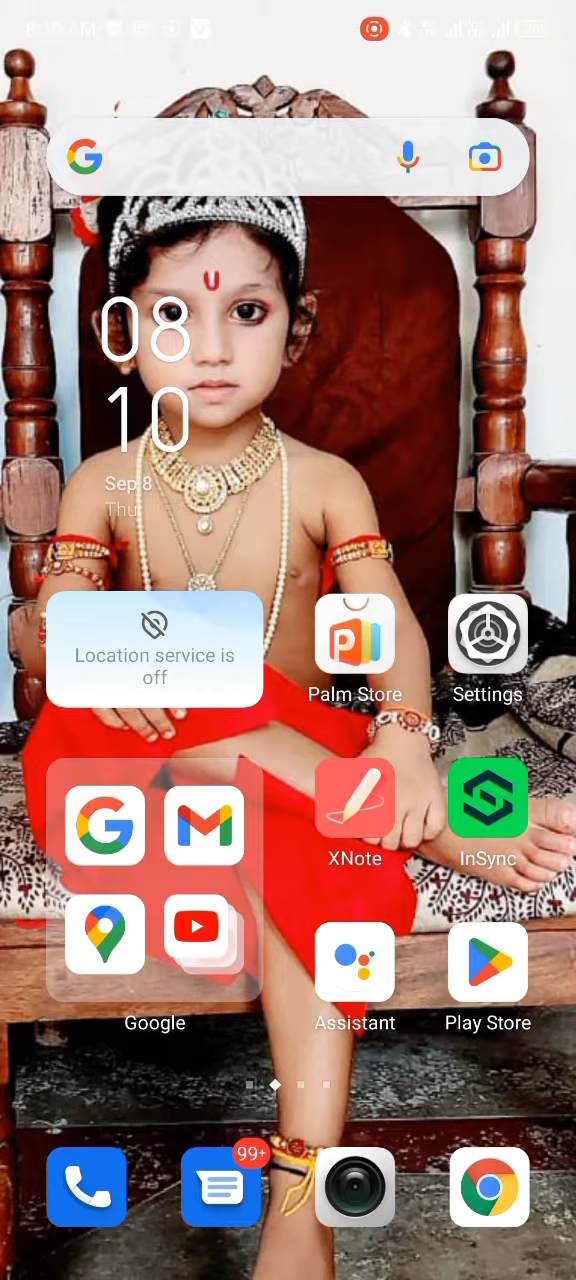 08
10
Sep 8
Thu
Location service is
off
Palm Store
Settings
XNote
InSync
Google
Assistant
Play Store
99+